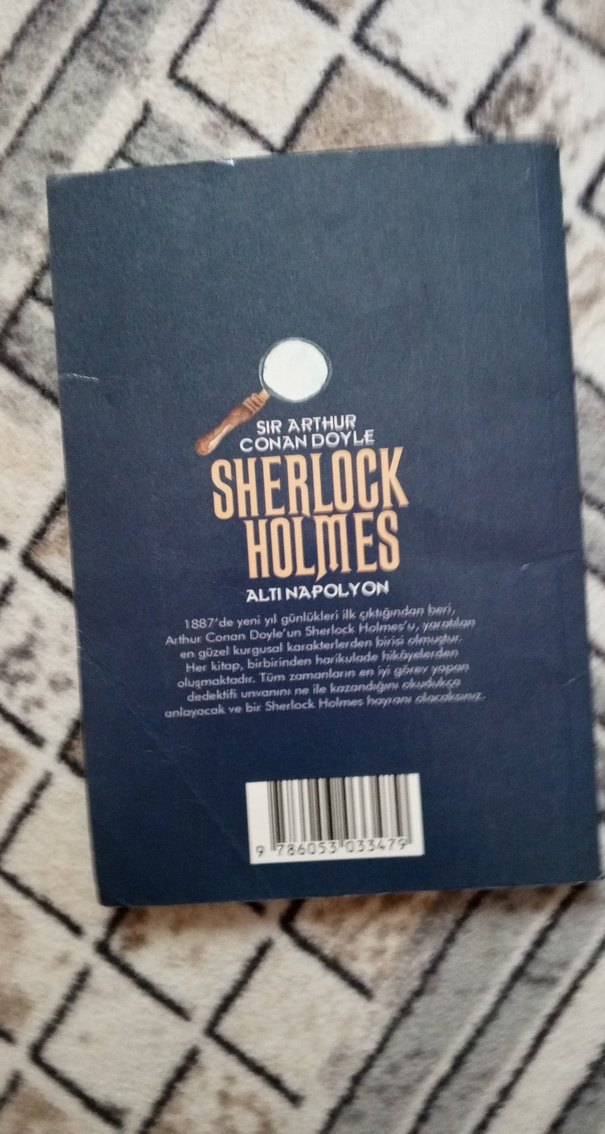 SIR ARTHUR
CONAN DOYLE
SHERLOCK
HOLMES
ALTI NAPOLYON
1887'de yeni yıl günlükleri ilk çıktığından beri,
Arthur Conan Doyle'un Sherlock Holmes'u, yaratılan
en güzel kurgusal karakterlerden birisi olmuştur.
Her kitap, birbirinden harikulade hikâyelerden
oluşmaktadır. Tüm zamanların en iyi görev yapan
dedektifi unvanını ne ile kazandığını okudukça
anlayacak ve bir Sherlock Holmes hayranı olacaksınız.
9 786053 033479